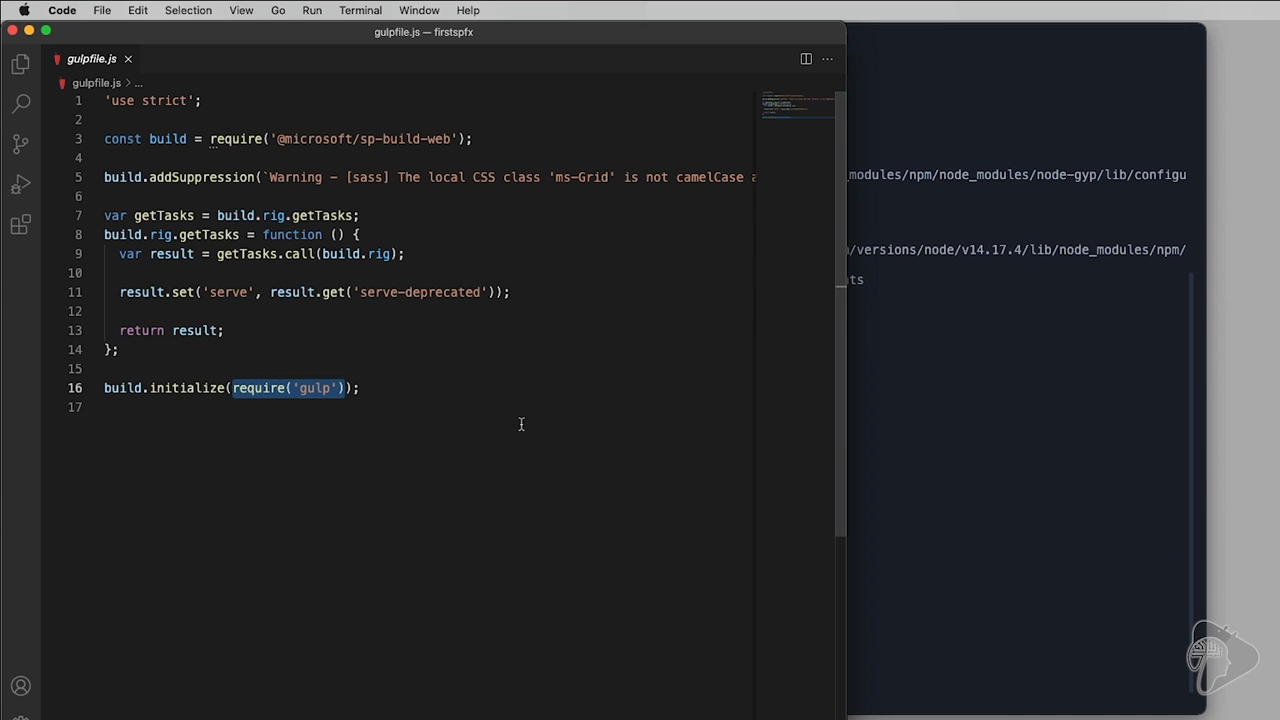 Code File Edit Selection View Go Run Terminal Window Help
gulpfile.js — firstspfx
gulpfile.js
gulpfile.js > ...
1 'use strict';
2
3 const build = require('@microsoft/sp-build-web');
4
5 build.addSuppression(`Warning - [sass] The local CSS class 'ms-Grid' is not camelCase a
6
7 var getTasks = build.rig.getTasks;
8 build.rig.getTasks = function () {
9 var result = getTasks.call(build.rig);
10
11 result.set('serve', result.get('serve-deprecated'));
12
13 return result;
14 };
15
16 build.initialize(require('gulp'));
17
_modules/npm/node_modules/node-gyp/lib/configu
/versions/node/v14.17.4/lib/node_modules/npm/
ts